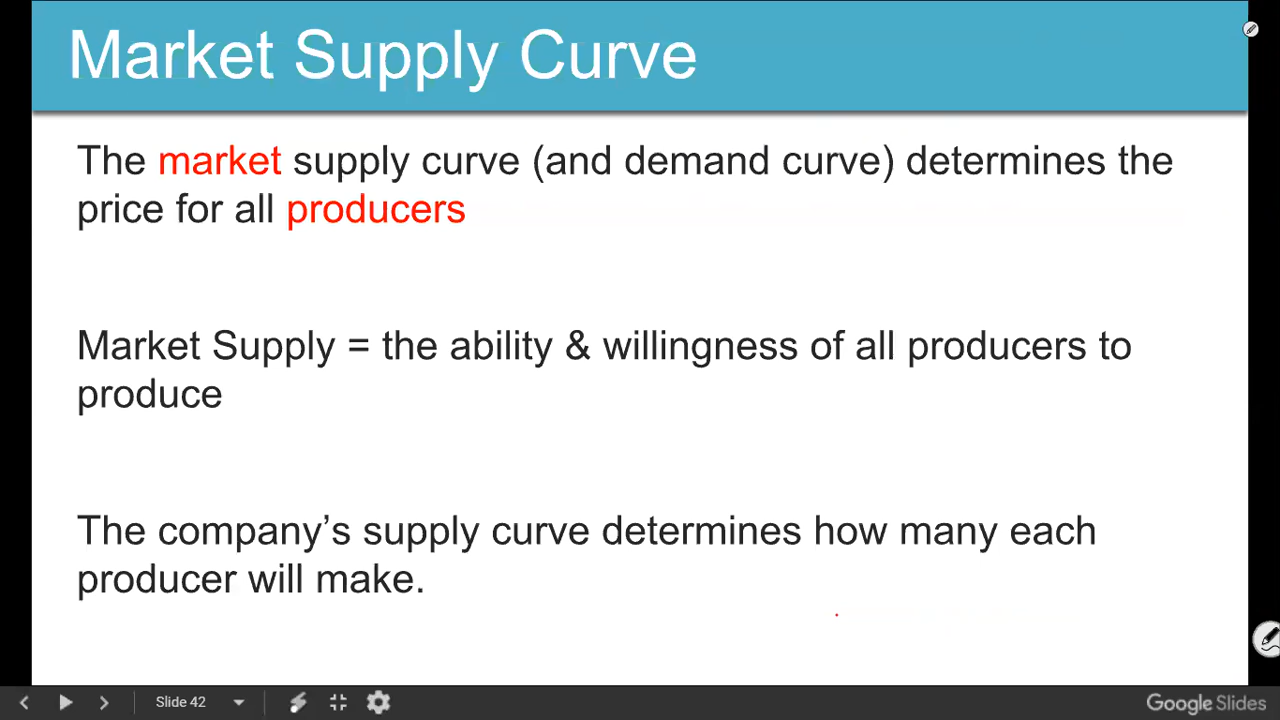 Market Supply Curve
The market supply curve (and demand curve) determines the
price for all producers
Market Supply = the ability & willingness of all producers to
produce
The company’s supply curve determines how many each
producer will make.
Slide 42
Google Slides